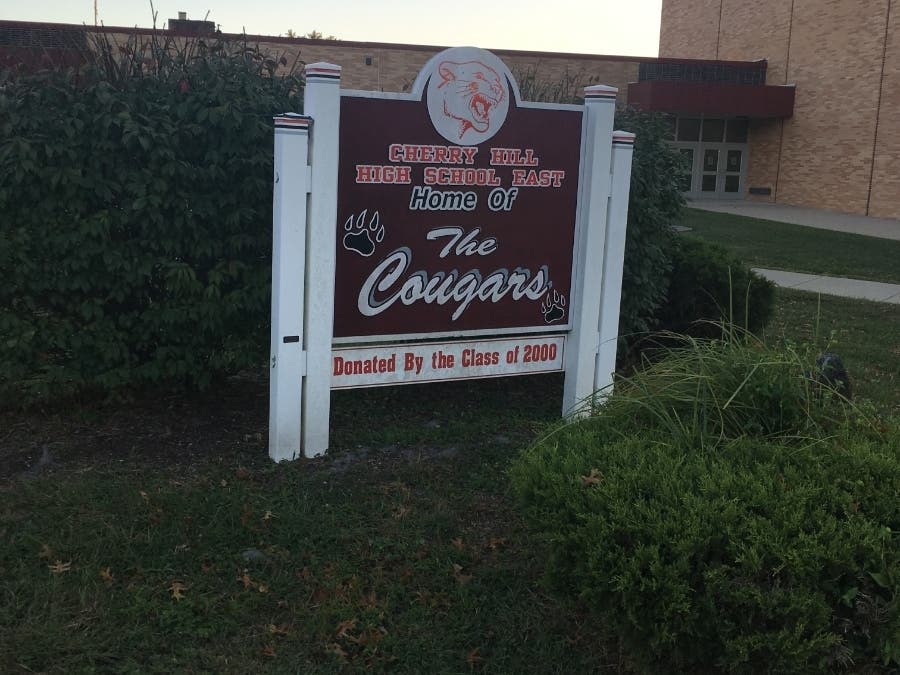 CHERRY HILL
HIGH SCHOOL EAST
Home Of
The
Cougars
Donated By the Class of 2000